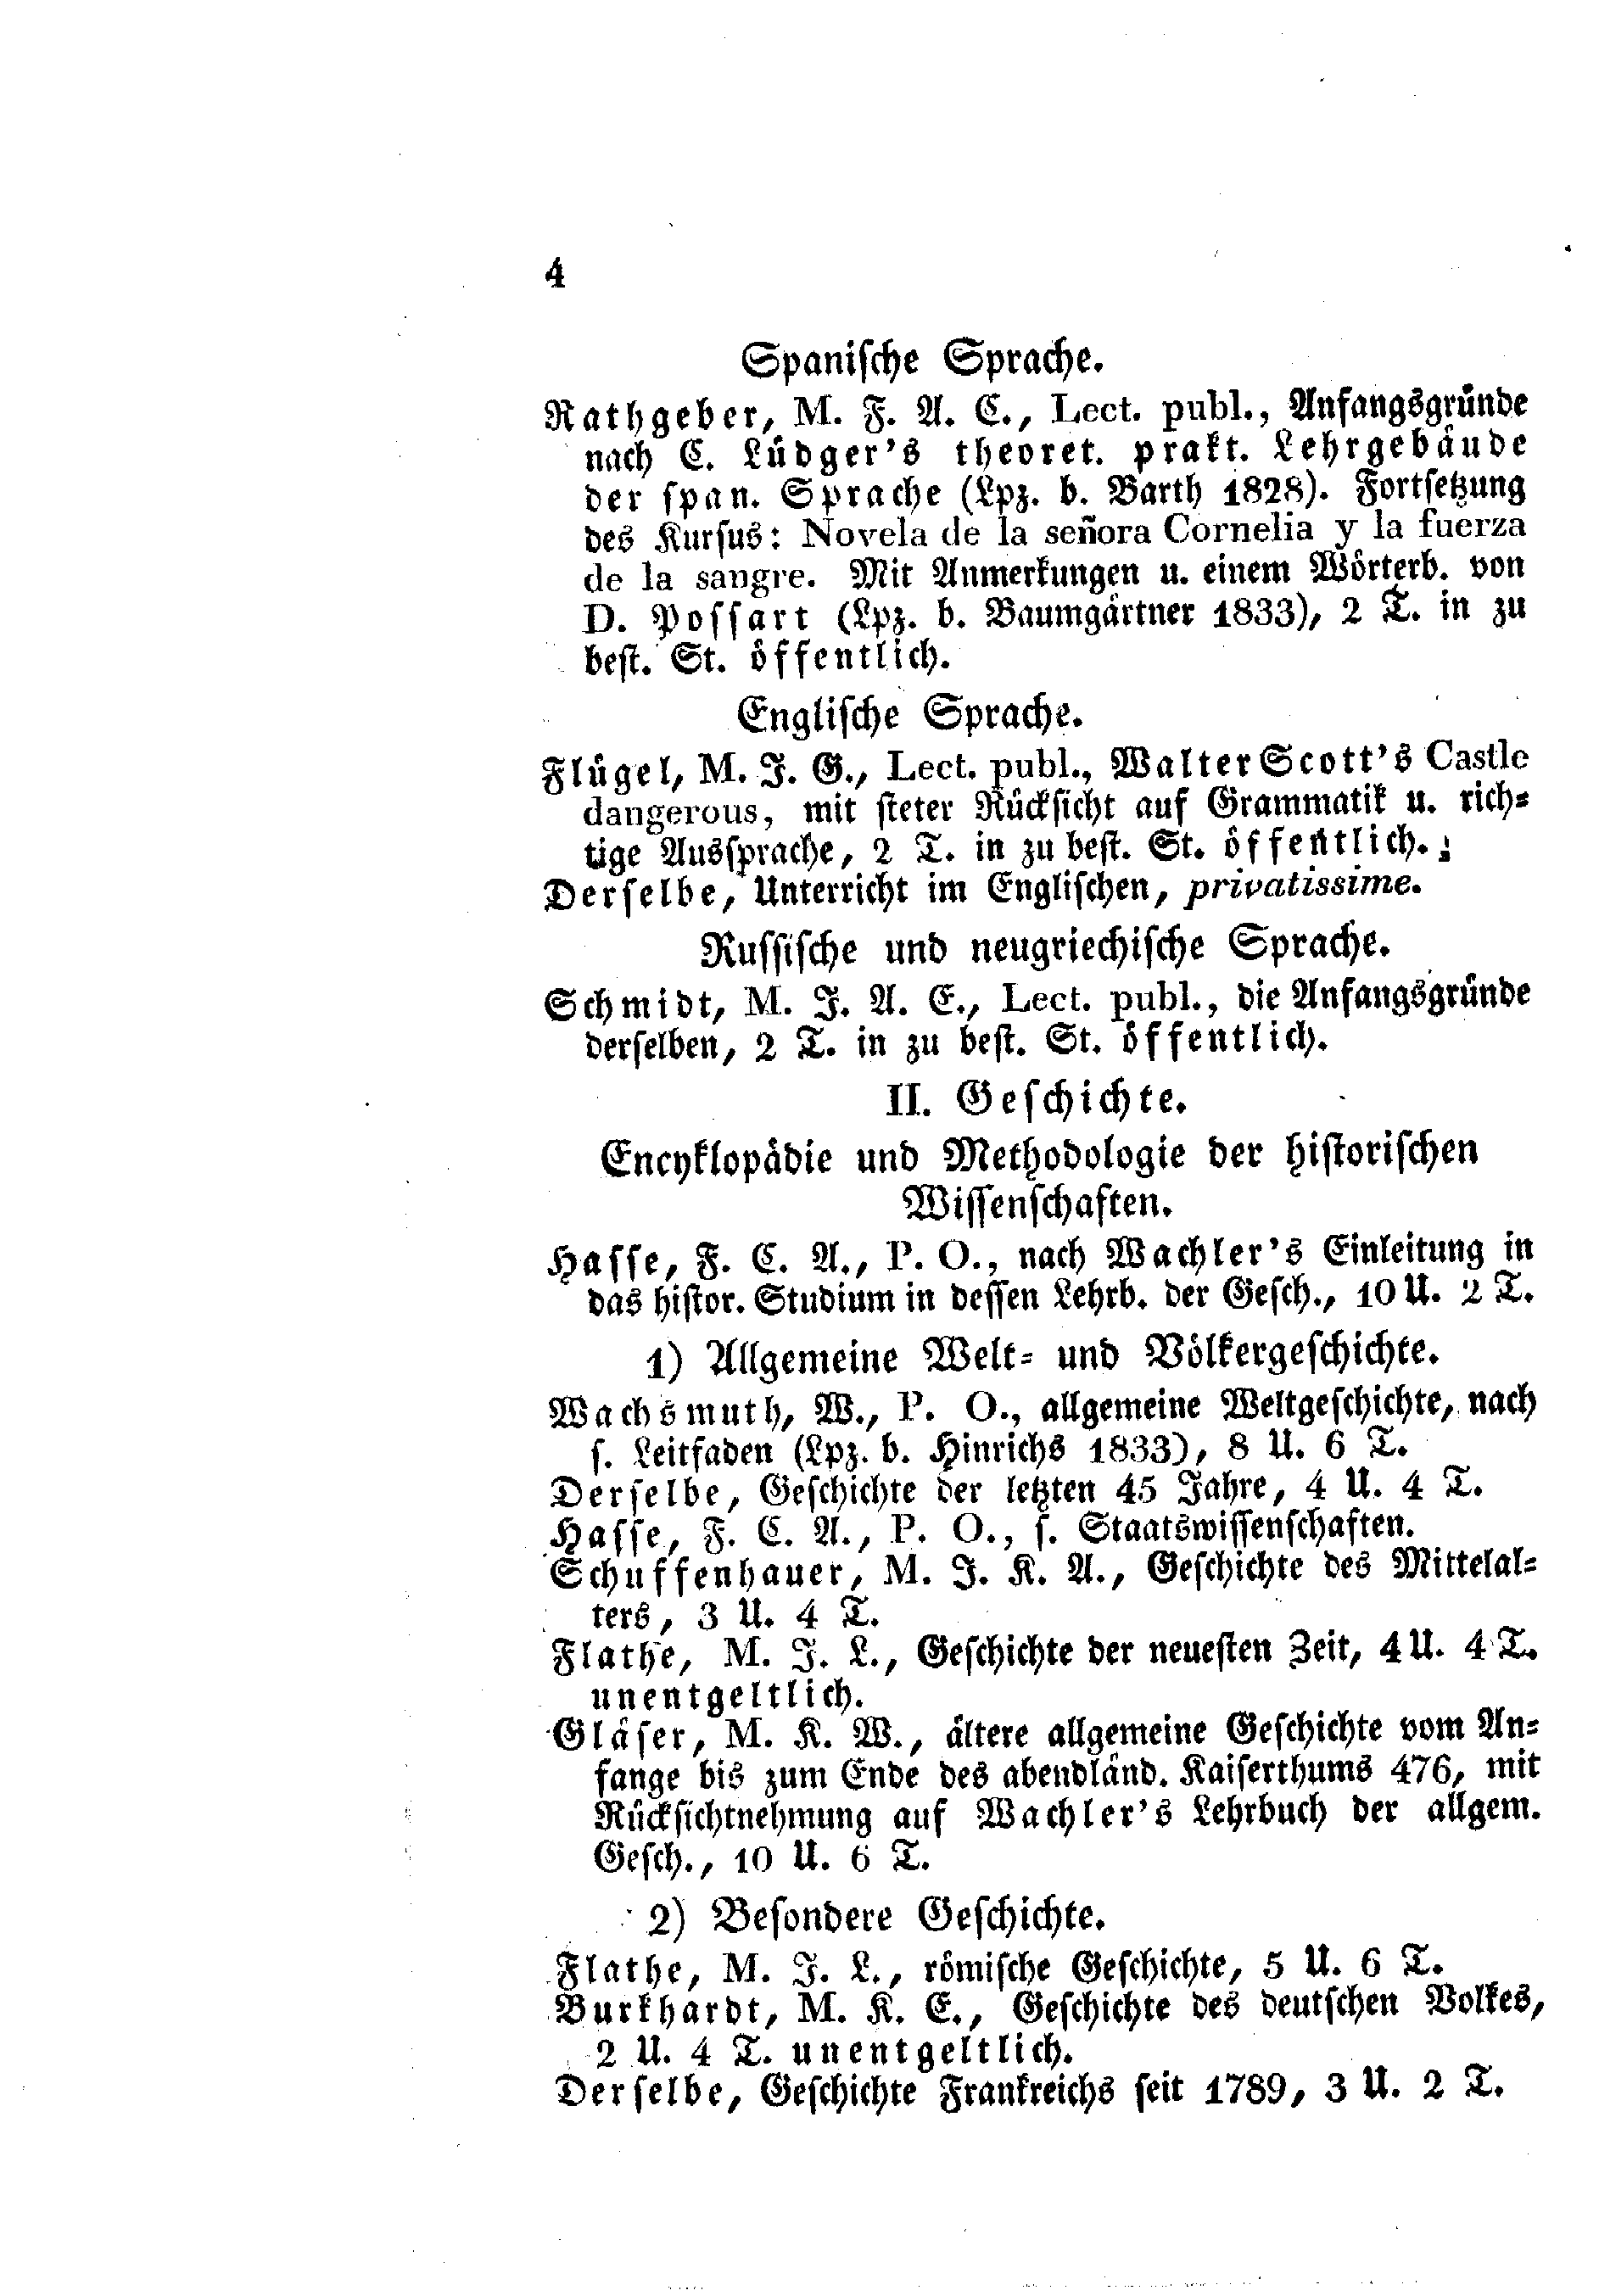 4
Spanische Sprache.
Rathgeber, M. F. A. C., Lect. publ., Anfangsgründe
nach C. Lüdger's theoret. prakt. Lehrgebäude
der span. Sprache (Lpz. b. Barth 1828). Fortsetzung
des Kursus: Novela de la señora Cornelia y la fuerza
de la sangre. Mit Anmerkungen u. einem Wörterb. von
D. Possart (Lpz. b. Baumgärtner 1833), 2 T. in zu
best. St. öffentlich.
Englische Sprache.
Flügel, M. J. G., Lect. publ., Walter Scott's Castle
dangerous, mit steter Rücksicht auf Grammatik u. rich-
tige Aussprache, 2 T. in zu best. St. öffentlich.
Derselbe, Unterricht im Englischen, privatissime.
Russische und neugriechische Sprache.
Schmidt, M. J. A. E., Lect. publ., die Anfangsgründe
derselben, 2 T. in zu best. St. öffentlich.
II. Geschichte.
Encyklopädie und Methodologie der historischen
Wissenschaften.
Hasse, F. C. A., P. O., nach Wachler's Einleitung in
das histor. Studium in dessen Lehrb. der Gesch., 10 U. 2 T.
1) Allgemeine Welt- und Völkergeschichte.
Wachsmuth, W., P. O., allgemeine Weltgeschichte, nach
s. Leitfaden (Lpz. b. Hinrichs 1833), 8 U. 6 T.
Derselbe, Geschichte der letzten 45 Jahre, 4 U. 4 T.
Hasse, F. C. A., P. O., s. Staatswissenschaften.
Schuffenhauer, M. J. K. A., Geschichte des Mittelal-
ters, 3 U. 4 T.
Flathe, M. J. L., Geschichte der neuesten Zeit, 4 U. 4 T.
unentgeltlich.
Gläser, M. K. W., ältere allgemeine Geschichte vom An-
fange bis zum Ende des abendländ. Kaiserthums 476, mit
Rücksichtnehmung auf Wachler's Lehrbuch der allgem.
Gesch., 10 U. 6 T.
2) Besondere Geschichte.
Flathe, M. J. L., römische Geschichte, 5 U. 6 T.
Burkhardt, M. K. E., Geschichte des deutschen Volkes,
2 U. 4 T. unentgeltlich.
Derselbe, Geschichte Frankreichs seit 1789, 3 U. 2 T.